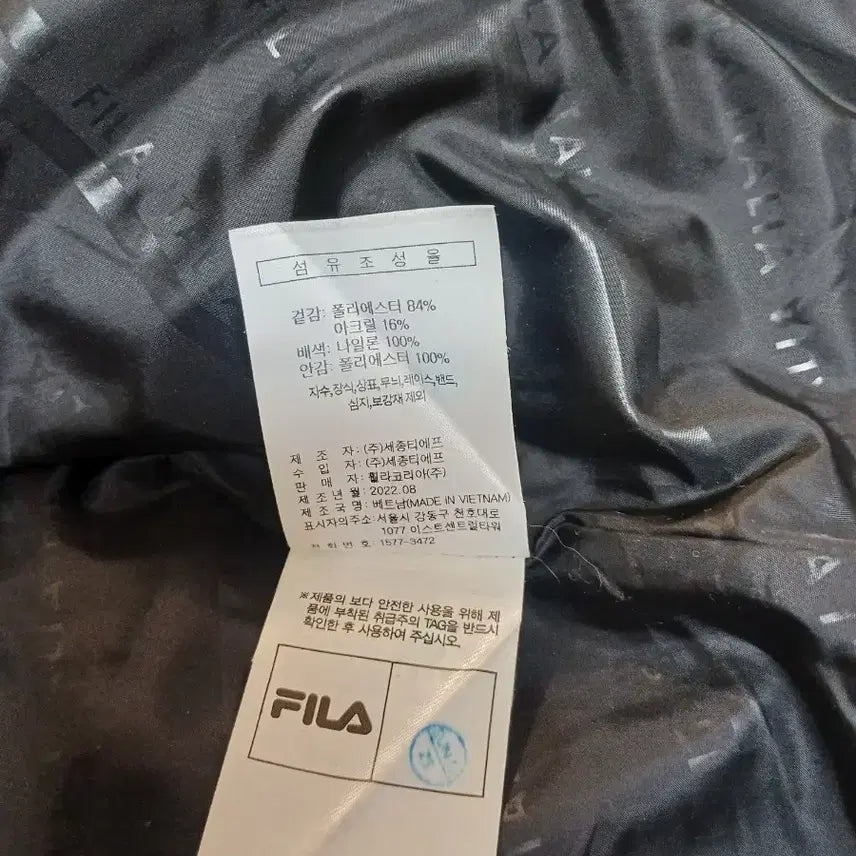 섬유조성율
겉감: 폴리에스터 84%
아크릴 16%
배색: 나일론 100%
안감: 폴리에스터 100%
자수,장식,상표,무늬,레이스,밴드,
심지,보강재 제외
제 조 자: (주)세종티에프
수 입 자: (주)세종티에프
판 매 자: 휠라코리아(주)
제 조 년 월: 2022.08
제 조 국 명: 베트남(MADE IN VIETNAM)
표시자의주소: 서울시 강동구 천호대로
1077 이스트센트럴타워
전 화 번 호: 1577-3472
※제품의 보다 안전한 사용을 위해 제
품에 부착된 취급주의 TAG을 반드시
확인한 후 사용하여 주십시오.
FILA
FILA
ITALIA